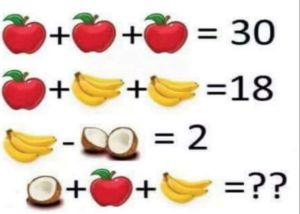 + + = 30
+ + =18
- = 2
+ + =??